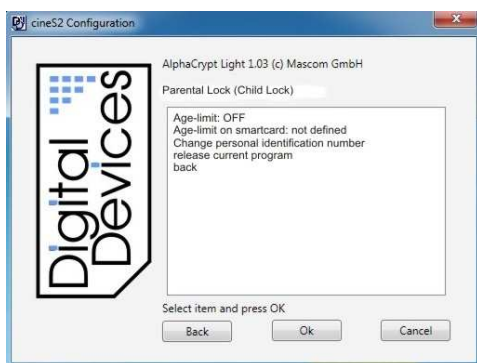 cineS2 Configuration
AlphaCrypt Light 1.03 (c) Mascom GmbH
Parental Lock (Child Lock)
Age-limit: OFF
Age-limit on smartcard: not defined
Change personal identification number
release current program
back
Digital
Devices
Select item and press OK
Back
Ok
Cancel